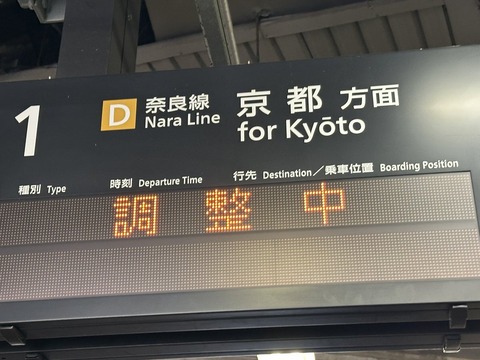 1
D 奈良線 京都 方面
Nara Line for Kyōto
種別 Type 時刻 Departure Time 行先 Destination／乗車位置 Boarding Position
調 整 中